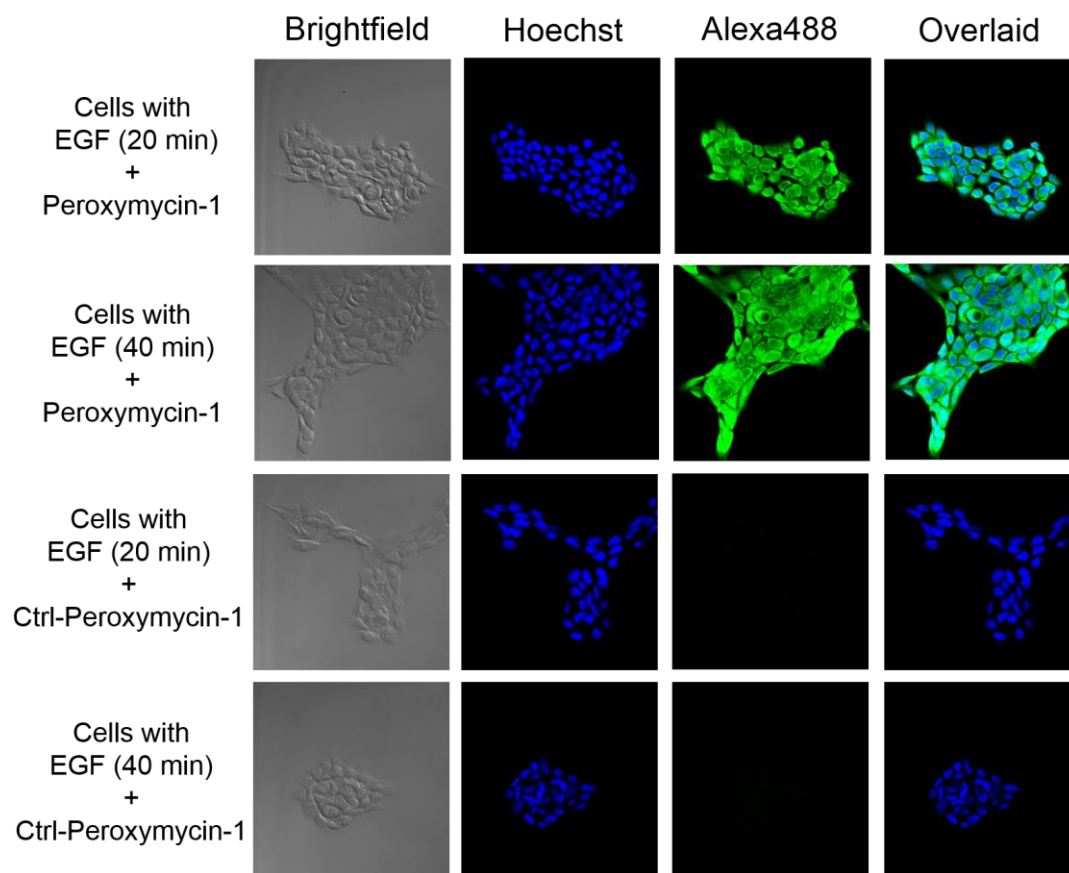 Brightfield Hoechst Alexa488 Overlaid
Cells with
EGF (20 min)
+
Peroxymycin-1
Cells with
EGF (40 min)
+
Peroxymycin-1
Cells with
EGF (20 min)
+
Ctrl-Peroxymycin-1
Cells with
EGF (40 min)
+
Ctrl-Peroxymycin-1